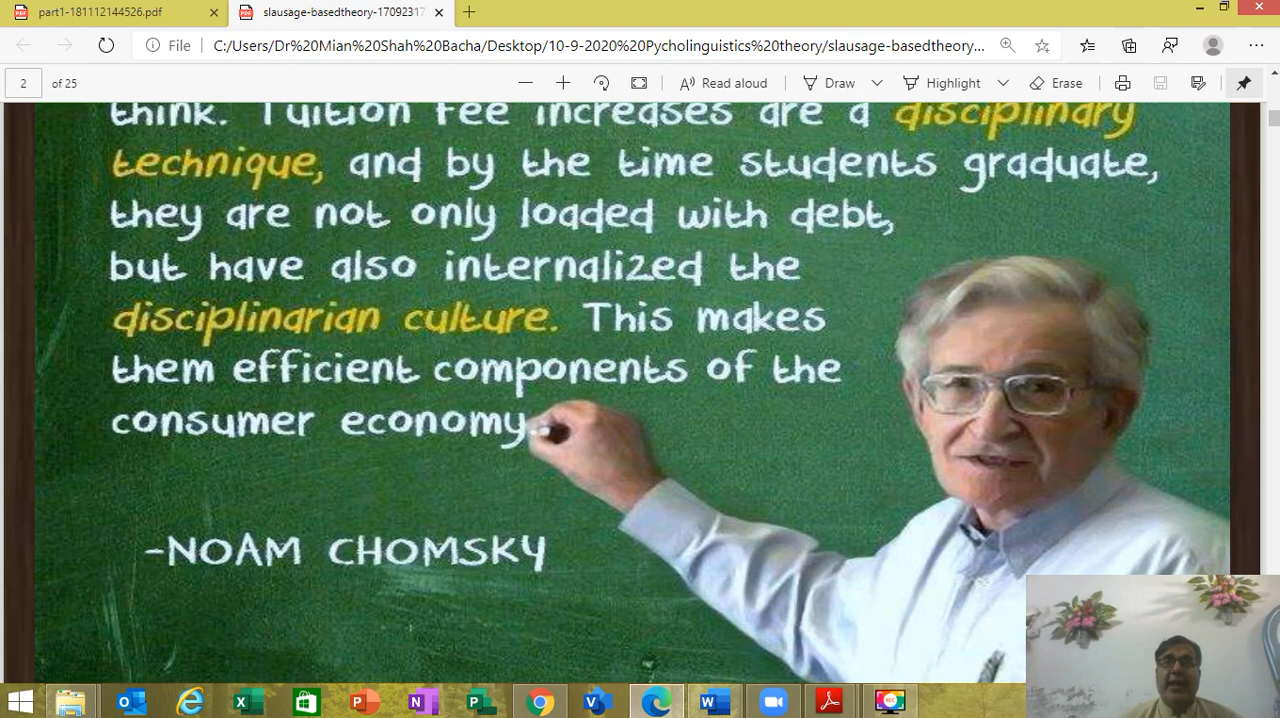 part1-181112144526.pdf
slausage-basedtheory-17092317
File
C:/Users/Dr%20Mian%20Shah%20Bacha/Desktop/10-9-2020%20Pycholinguistics%20theory/slausage-basedtheory...
2 of 25
Read aloud
Draw
Highlight
Erase
think. Tuition fee increases are a disciplinary
technique, and by the time students graduate,
they are not only loaded with debt,
but have also internalized the
disciplinarian culture. This makes
them efficient components of the
consumer economy.
-NOAM CHOMSKY